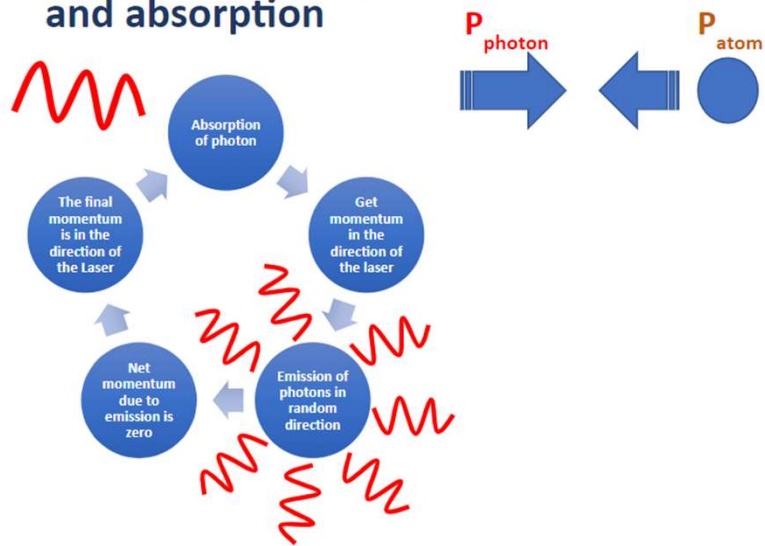 and absorption
P photon
P atom
Absorption
of photon
Get
momentum
in the
direction of
the laser
Emission of
photons in
random
direction
Net
momentum
due to
emission is
zero
The final
momentum
is in the
direction of
the Laser